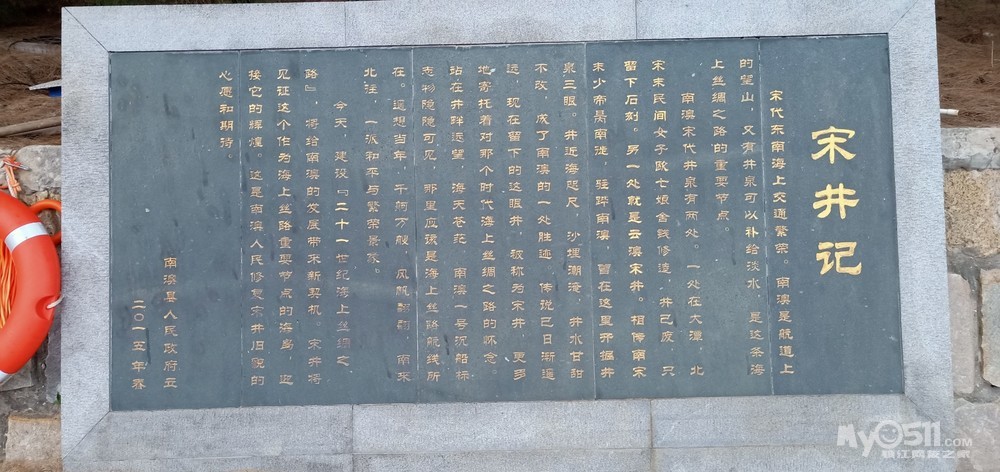 宋井记
宋代东南海上交通繁荣。南澳是航道上
的望山，又有井泉可以补给淡水，是这条海
上丝绸之路的重要节点。
南澳宋代井泉有两处。一处在大潭，北
宋末民间女子欧七娘舍钱修造，井已废，只
留下石刻。另一处就是云澳宋井。相传南宋
末少帝昺南徙，驻跸南澳，曾在这里开掘井
泉三眼。井近海咫尺，沙埋潮淹，井水甘甜
不改，成了南澳的一处胜迹。传说已日渐遥
远，现在留下的这眼井，被称为宋井，更多
地寄托着对那个时代海上丝绸之路的怀念。
站在井畔远望，海天苍茫，南澳一号沉船标
志物隐隐可见，那里应该是海上丝路航线所
在。遥想当年，千舸万艘，风帆翩翩，南来
北往，一派和平与繁荣景象。
今天，建设『二十一世纪海上丝绸之
路』，将给南澳的发展带来新契机。宋井将
见证这个作为海上丝路重要节点的海岛，迎
接它的辉煌。这是南澳人民修复宋井旧貌的
心愿和期待。
南澳县人民政府立
二〇一五年春
My0511.com
镇江网友之家